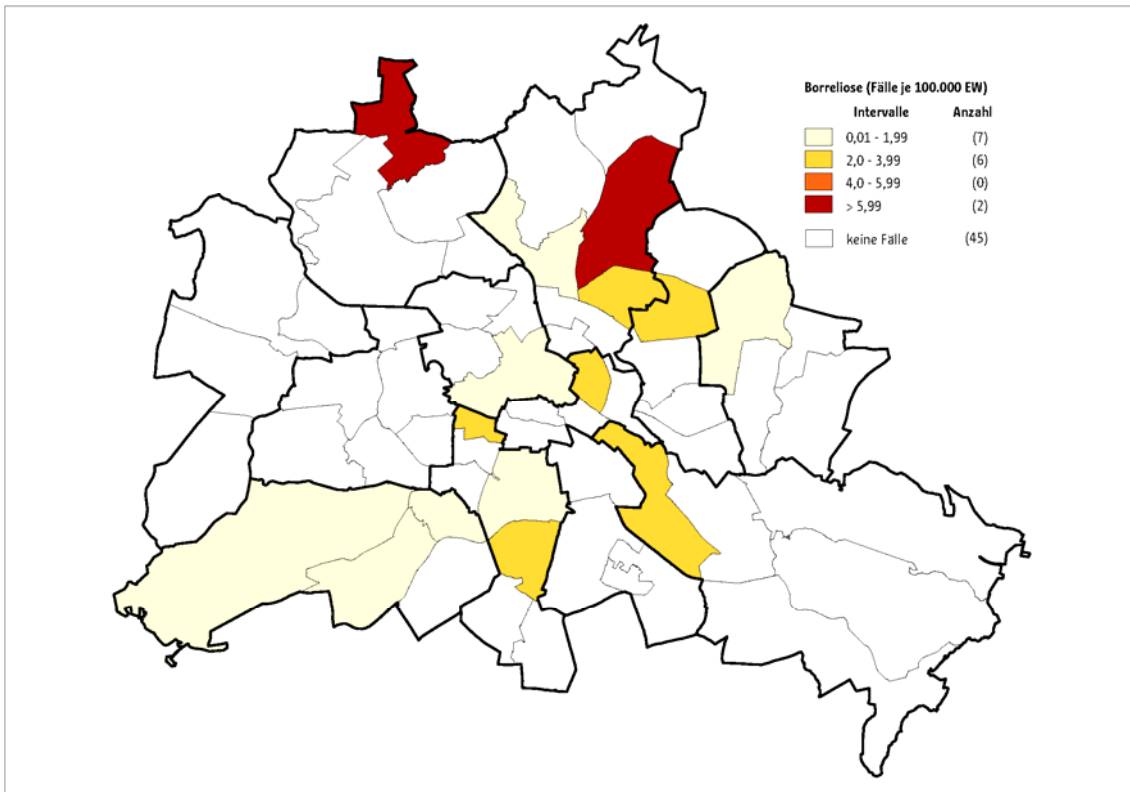 Borreliose (Fälle je 100.000 EW)
Intervalle Anzahl
0,01 - 1,99 (7)
2,0 - 3,99 (6)
4,0 - 5,99 (0)
> 5,99 (2)
keine Fälle (45)